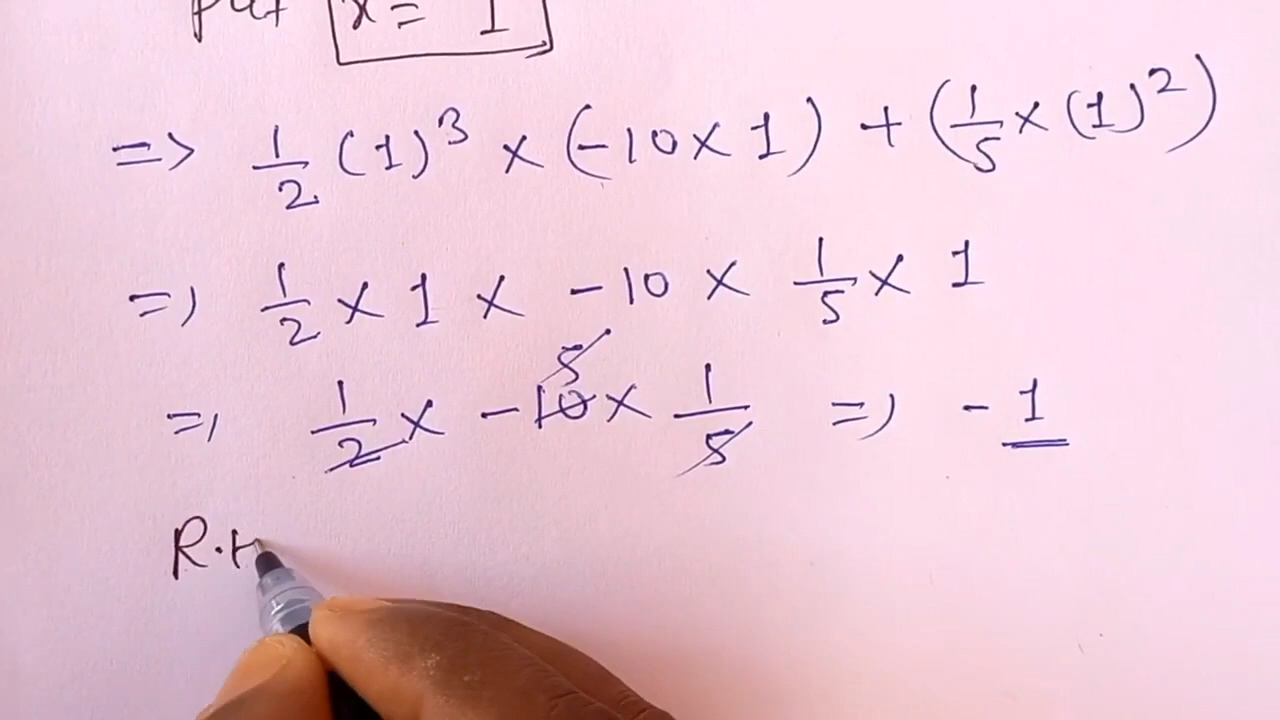 put x = 1
=> 1/2 (1)³ × (-10 × 1) + (1/5 × (1)²)
=> 1/2 × 1 × -10 × 1/5 × 1
5
=> 1/2 × -10 × 1/5 => -1
R.H